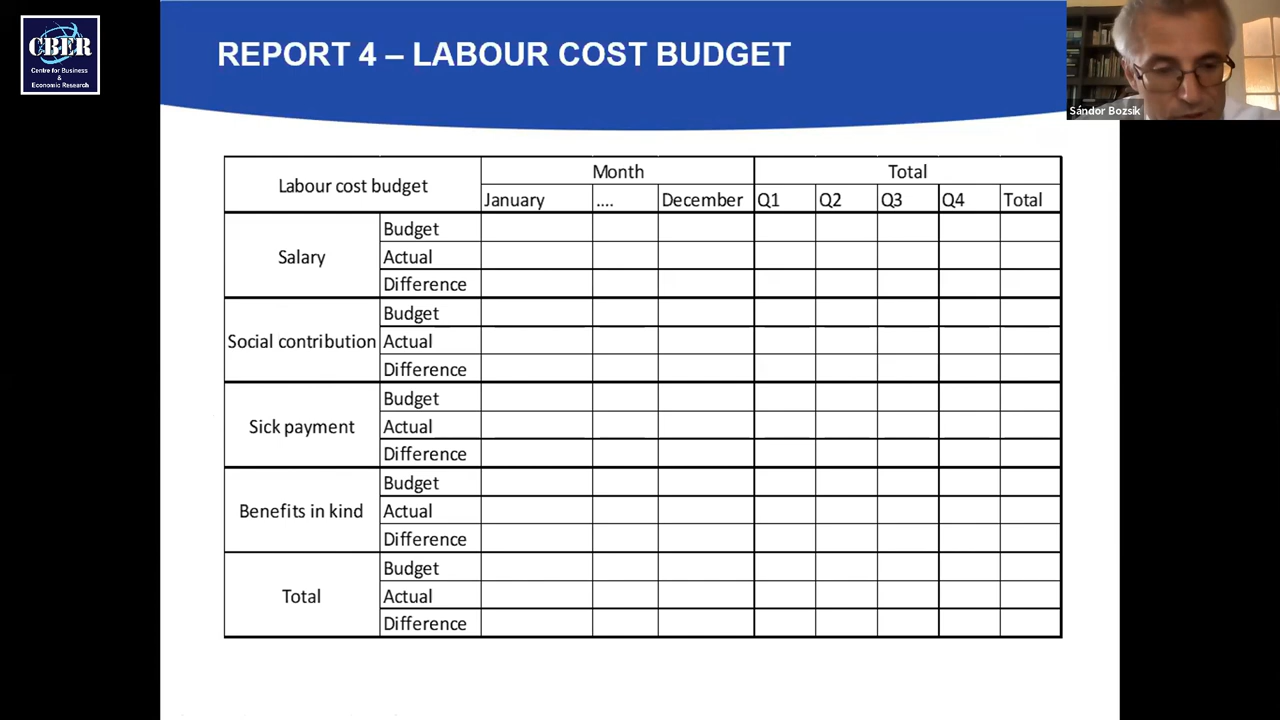 CBER
Centre for Business
&
Economic Research
REPORT 4 – LABOUR COST BUDGET
Sándor Bozsik
Labour cost budget
Month
Total
January
....
December
Q1
Q2
Q3
Q4
Total
Salary
Budget
Actual
Difference
Social contribution
Budget
Actual
Difference
Sick payment
Budget
Actual
Difference
Benefits in kind
Budget
Actual
Difference
Total
Budget
Actual
Difference